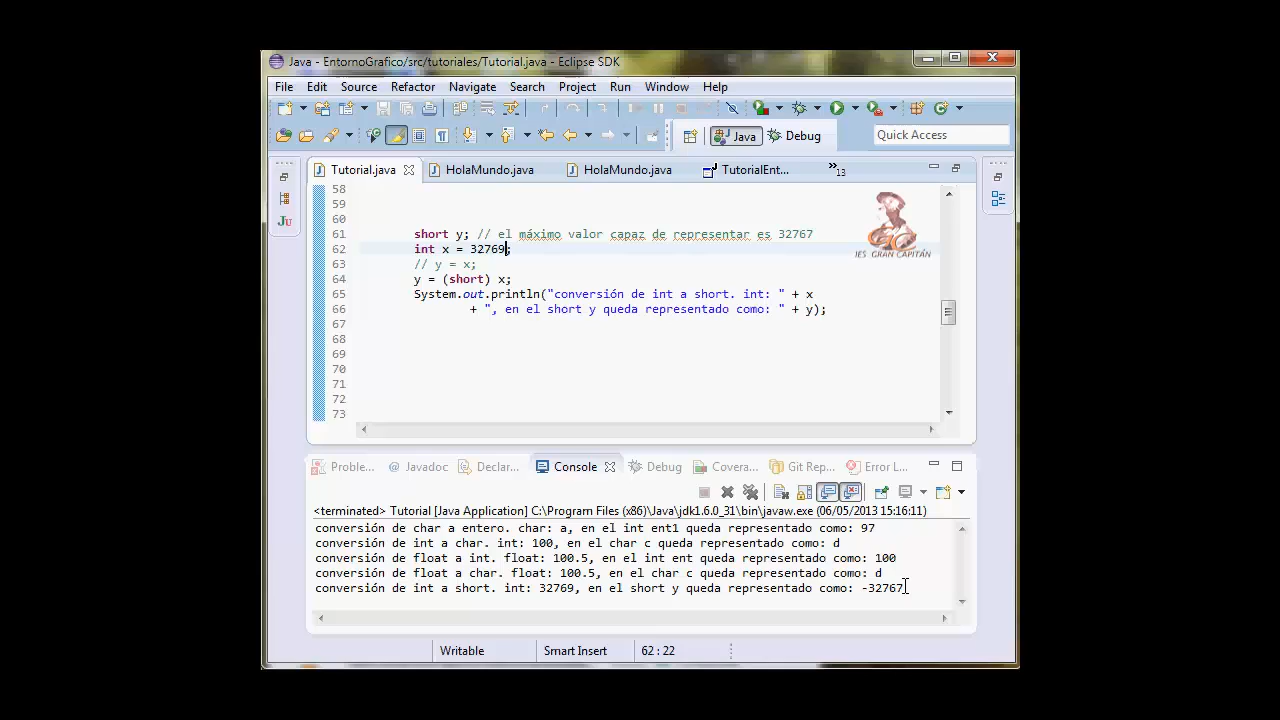 Java - EntornoGrafico/src/tutoriales/Tutorial.java - Eclipse SDK
File Edit Source Refactor Navigate Search Project Run Window Help
Java Debug Quick Access
Tutorial.java HolaMundo.java HolaMundo.java TutorialEnt... »13
58
59
60
61 short y; // el máximo valor capaz de representar es 32767
62 int x = 32769;
63 // y = x;
64 y = (short) x;
65 System.out.println("conversión de int a short. int: " + x
66 + ", en el short y queda representado como: " + y);
67
68
69
70
71
72
73
GC
IES GRAN CAPITÁN
Proble... @ Javadoc Declar... Console Debug Covera... Git Rep... Error L...
<terminated> Tutorial [Java Application] C:\Program Files (x86)\Java\jdk1.6.0_31\bin\javaw.exe (06/05/2013 15:16:11)
conversión de char a entero. char: a, en el int ent1 queda representado como: 97
conversión de int a char. int: 100, en el char c queda representado como: d
conversión de float a int. float: 100.5, en el int ent queda representado como: 100
conversión de float a char. float: 100.5, en el char c queda representado como: d
conversión de int a short. int: 32769, en el short y queda representado como: -32767
Writable Smart Insert 62 : 22